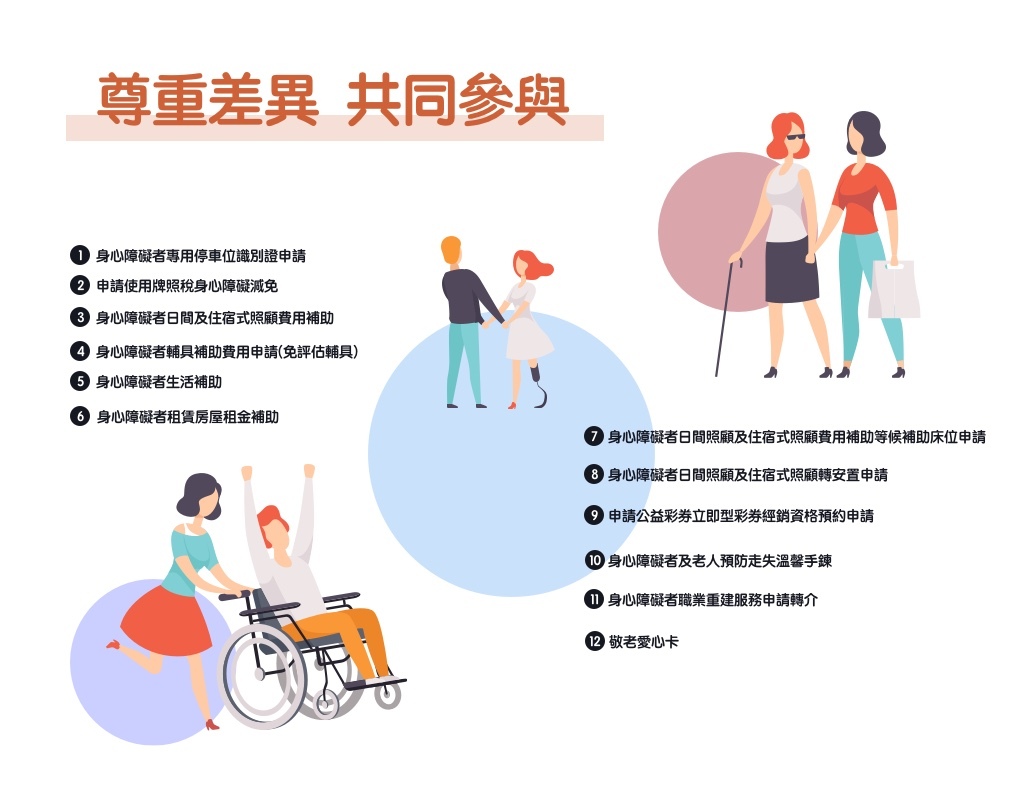 尊重差異 共同參與
1 身心障礙者專用停車位識別證申請
2 申請使用牌照稅身心障礙減免
3 身心障礙者日間及住宿式照顧費用補助
4 身心障礙者輔具補助費用申請(免評估輔具)
5 身心障礙者生活補助
6 身心障礙者租賃房屋租金補助
7 身心障礙者日間照顧及住宿式照顧費用補助等候補助床位申請
8 身心障礙者日間照顧及住宿式照顧轉安置申請
9 申請公益彩券立即型彩券經銷資格預約申請
10 身心障礙者及老人預防走失溫馨手鍊
11 身心障礙者職業重建服務申請轉介
12 敬老愛心卡